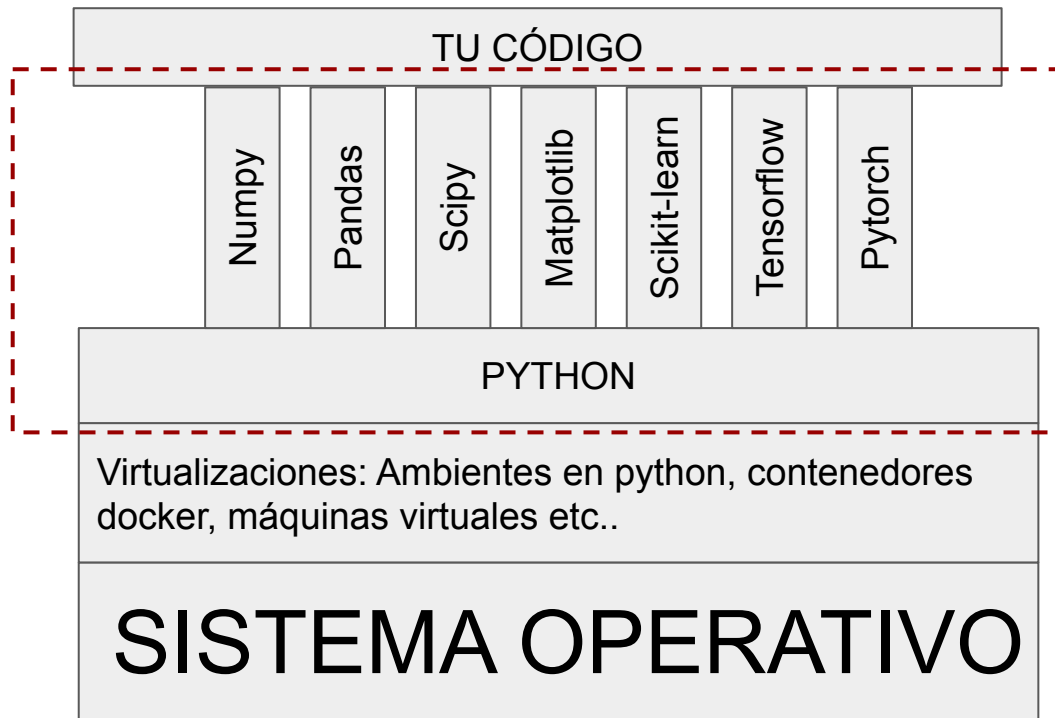 TU CÓDIGO
Numpy
Pandas
Scipy
Matplotlib
Scikit-learn
Tensorflow
Pytorch
PYTHON
Virtualizaciones: Ambientes en python, contenedores
docker, máquinas virtuales etc..
SISTEMA OPERATIVO